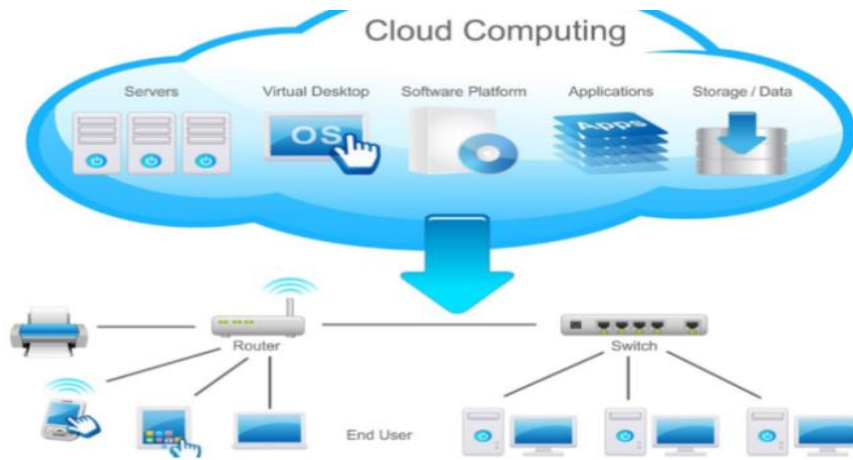 Cloud Computing
Servers
Virtual Desktop
Software Platform
Applications
Storage / Data
OS
Apps
Router
Switch
End User